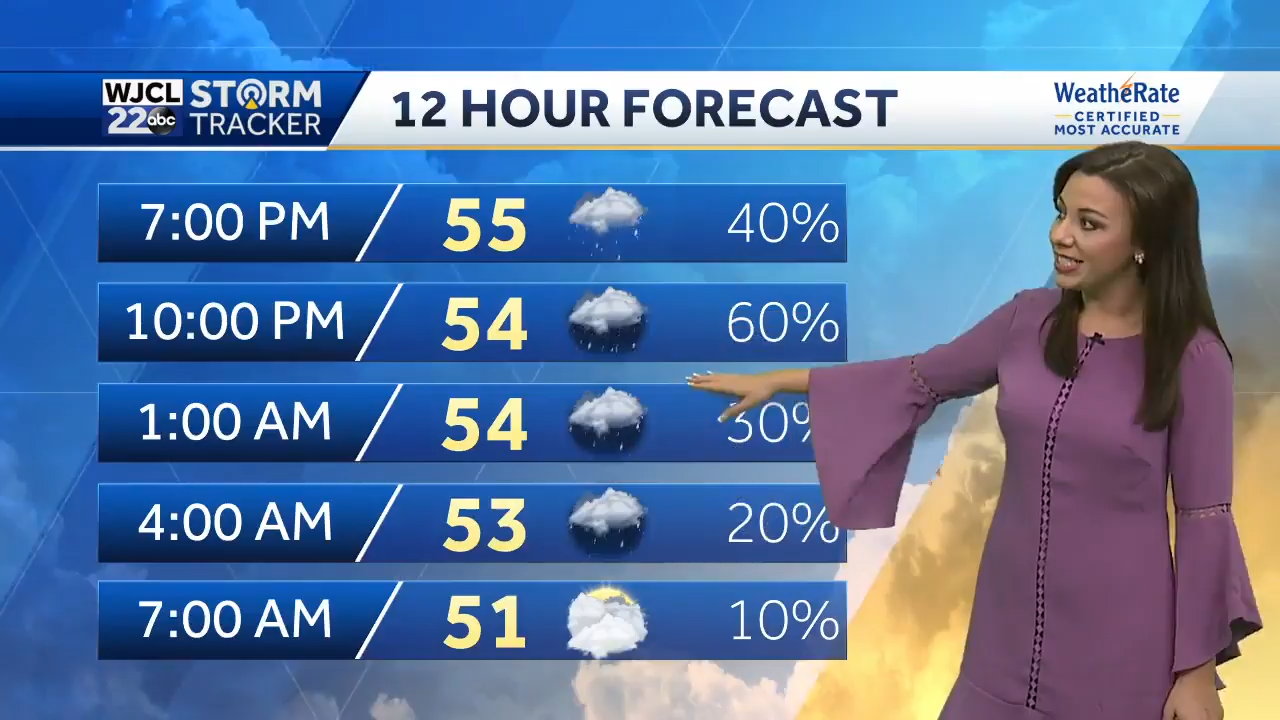 WJCL
22 abc
STORM
TRACKER
12 HOUR FORECAST
WeatheRate
CERTIFIED
MOST ACCURATE
7:00 PM 55 40%
10:00 PM 54 60%
1:00 AM 54 30%
4:00 AM 53 20%
7:00 AM 51 10%